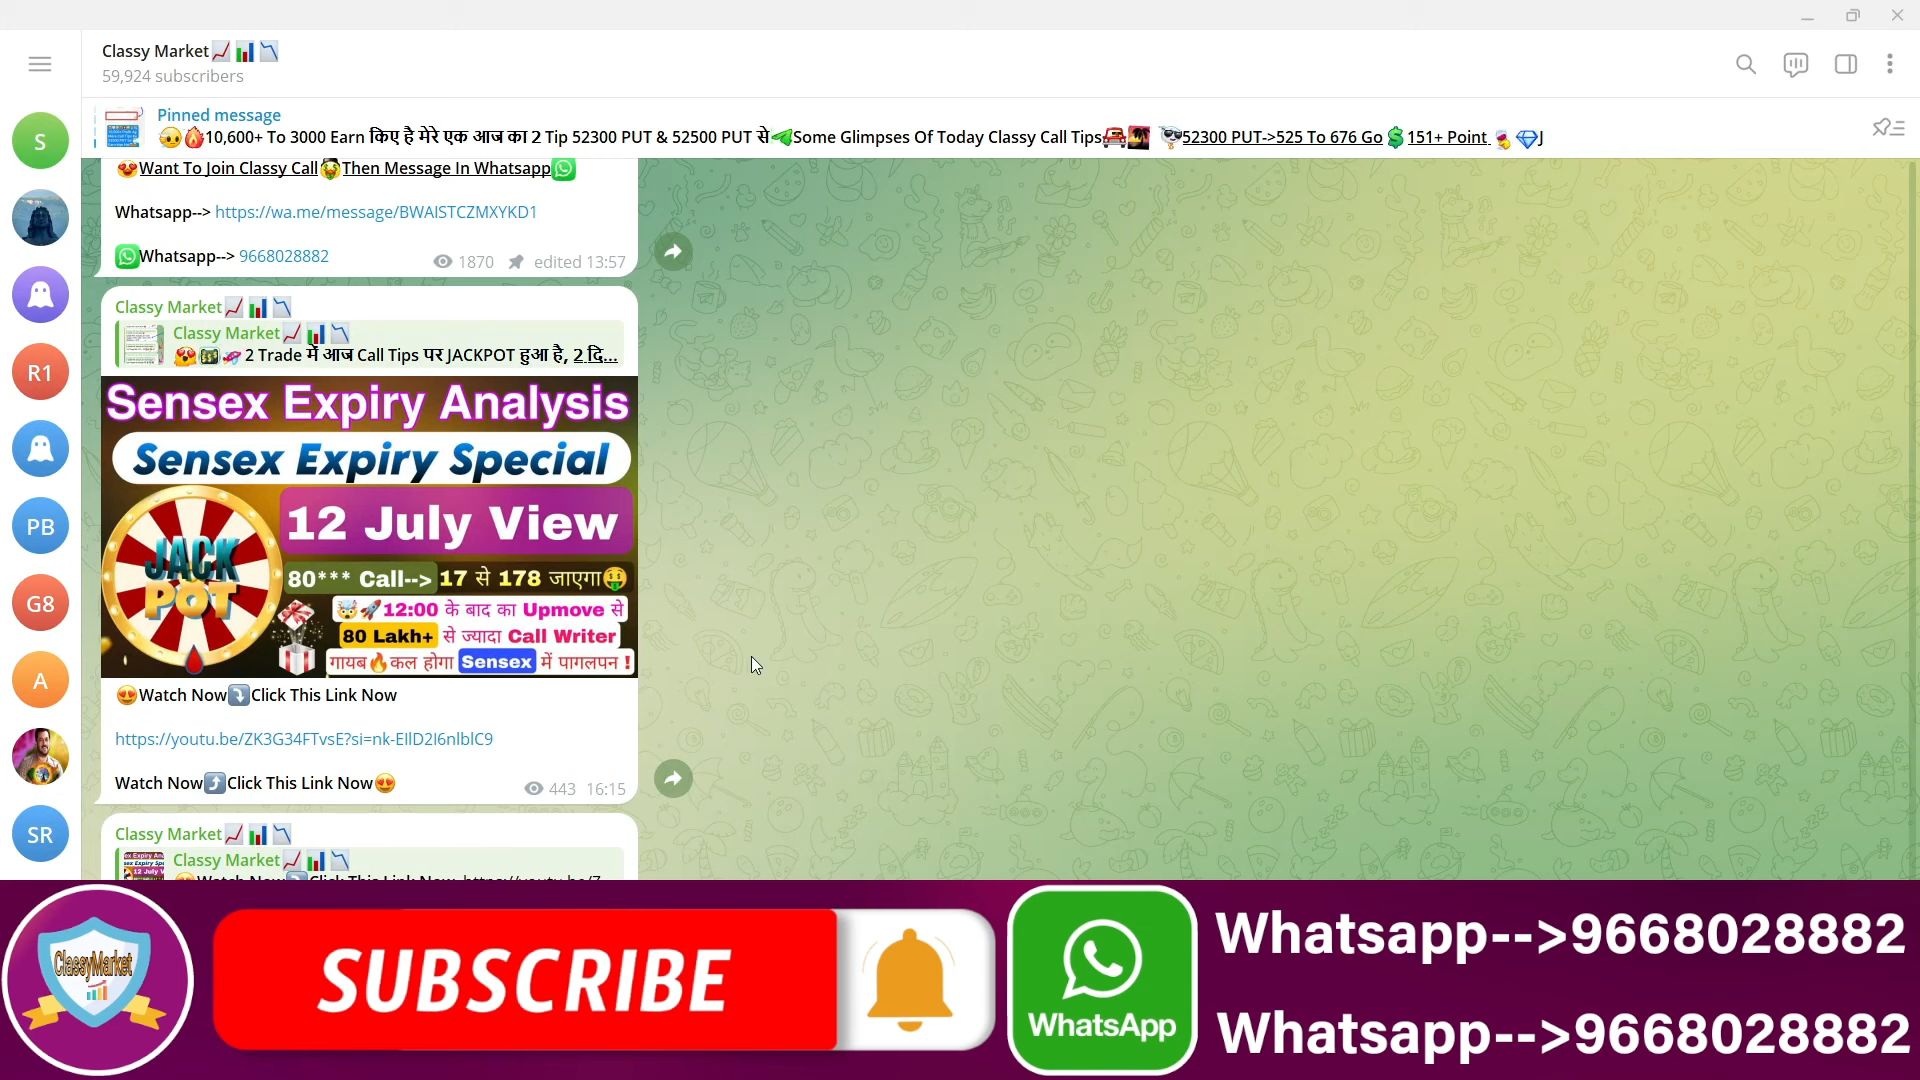 Classy Market
59,924 subscribers
Pinned message
10,600+ To 3000 Earn किए है मेरे एक आज का 2 Tip 52300 PUT & 52500 PUT से Some Glimpses Of Today Classy Call Tips 52300 PUT->525 To 676 Go 151+ Point J
Want To Join Classy Call Then Message In Whatsapp
Whatsapp--> https://wa.me/message/BWAISTCZMXYKD1
Whatsapp--> 9668028882
1870 edited 13:57
S
R1
PB
G8
A
SR
Classy Market
Classy Market
2 Trade में आज Call Tips पर JACKPOT हुआ है, 2 दि...
Sensex Expiry Analysis
Sensex Expiry Special
12 July View
JACK
POT
80*** Call--> 17 से 178 जाएगा
12:00 के बाद का Upmove से
80 Lakh+ से ज्यादा Call Writer
गायब कल होगा Sensex में पागलपन !
Watch Now Click This Link Now
https://youtu.be/ZK3G34FTvsE?si=nk-EIlD2I6nlblC9
Watch Now Click This Link Now
443 16:15
Classy Market
Classy Market
ClassyMarket
SUBSCRIBE
WhatsApp
Whatsapp-->9668028882
Whatsapp-->9668028882